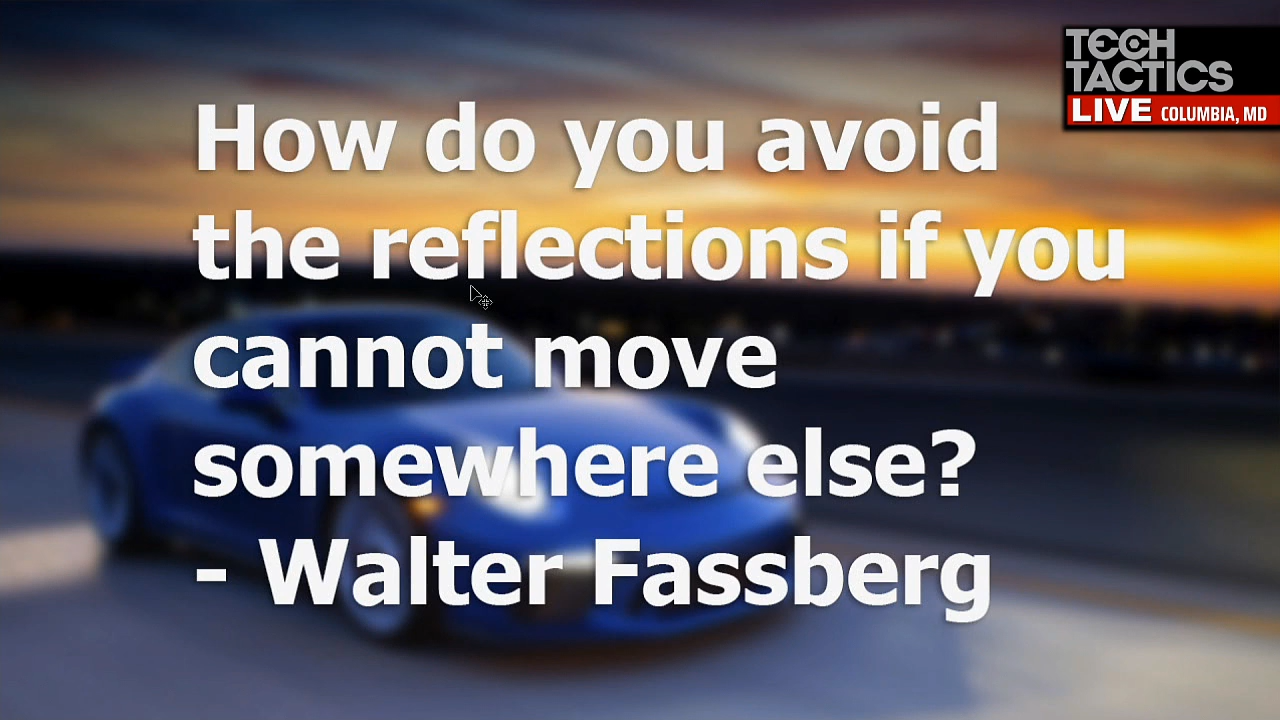 TECH
TACTICS
LIVE COLUMBIA, MD
How do you avoid
the reflections if you
cannot move
somewhere else?
- Walter Fassberg